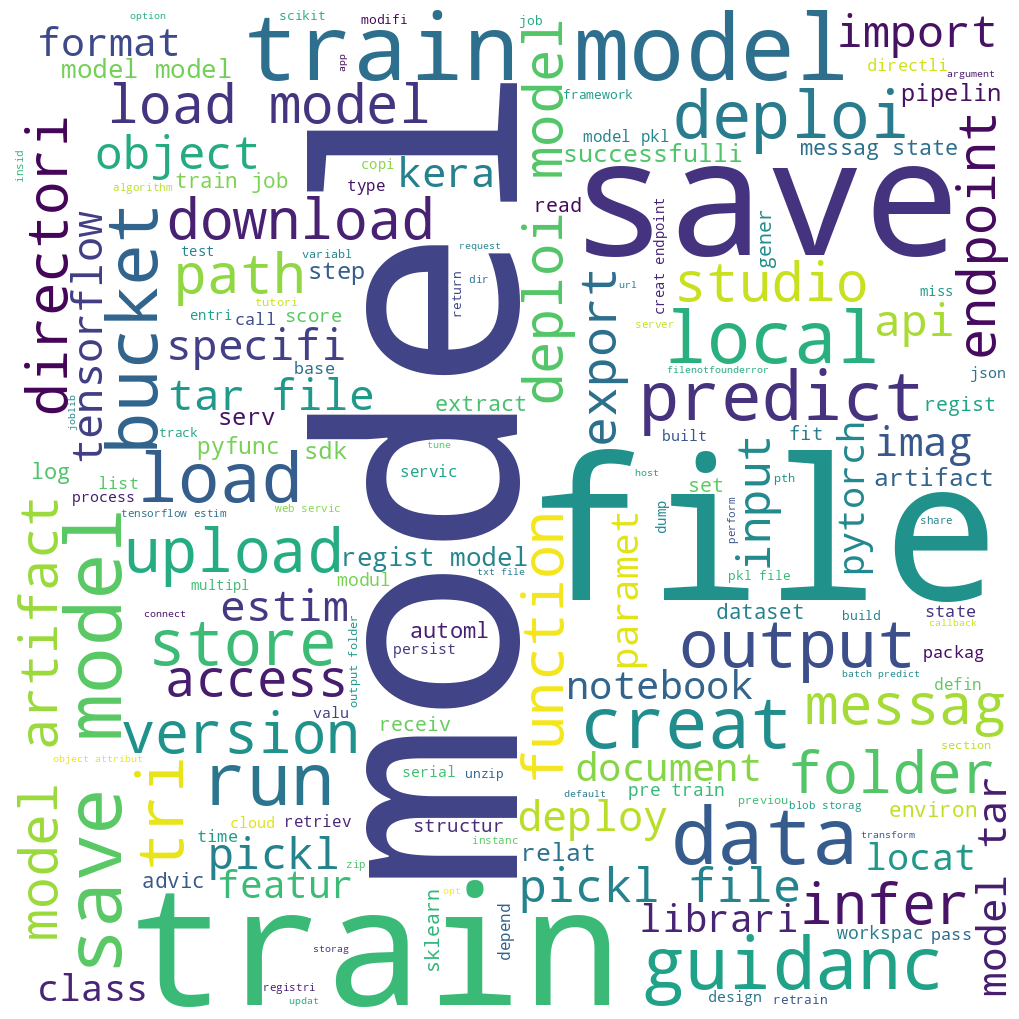 option
scikit
modifi
job
format
train
model
import
app
model model
directli
argument
load model
framework
pipelin
deploi
model pkl
messag state
object
successfulli
insid
copi
kera
save
endpoint
algorithm
train job
type
read
download
deploi model
directori
tensorflow
bucket
test
variabl
request
creat endpoint
gener
path
step
return
dir
url
studio
miss
tutori
entri
call
score
export
server
local
api
specifi
base
filenotfounderror
json
tar file
model
predict
regist
joblib
serv
extract
track
pyfunc
sdk
tune
built
fit
imag
log
list
load
servic
host
set
input
pth
pytorch
artifact
process
tensorflow estim
web servic
file
dump
perform
share
model artifact
save model
upload
regist model
function
paramet
txt file
pkl file
multipl
modul
connect
estim
dataset
build
state
callback
store
output folder
automl
persist
output
packag
access
notebook
batch predict
defin
valu
version
receiv
creat
messag
object attribut
tri
run
serial
unzip
document
section
folder
pre train
default
previou
blob storag
environ
model tar
time
cloud
retriev
structur
deploy
instanc
data
transform
pickl
zip
relat
locat
advic
featur
opt
pickl file
infer
train
sklearn
depend
librari
workspac
pass
storag
guidanc
class
registri
updat
design
retrain